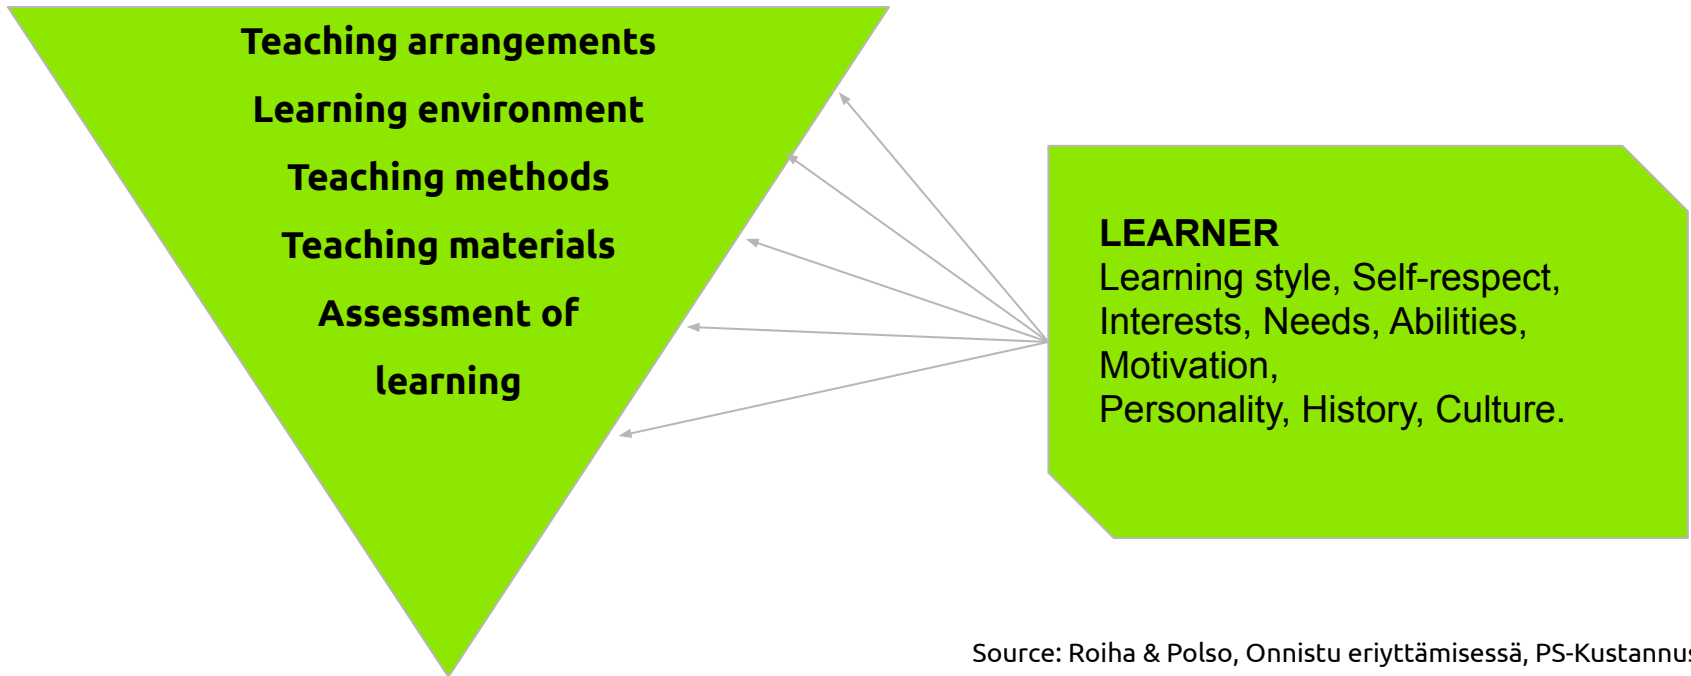 Teaching arrangements
Learning environment
Teaching methods
Teaching materials
Assessment of
learning
LEARNER
Learning style, Self-respect,
Interests, Needs, Abilities,
Motivation,
Personality, History, Culture.
Source: Roiha & Polso, Onnistu eriyttämisessä, PS-Kustannus